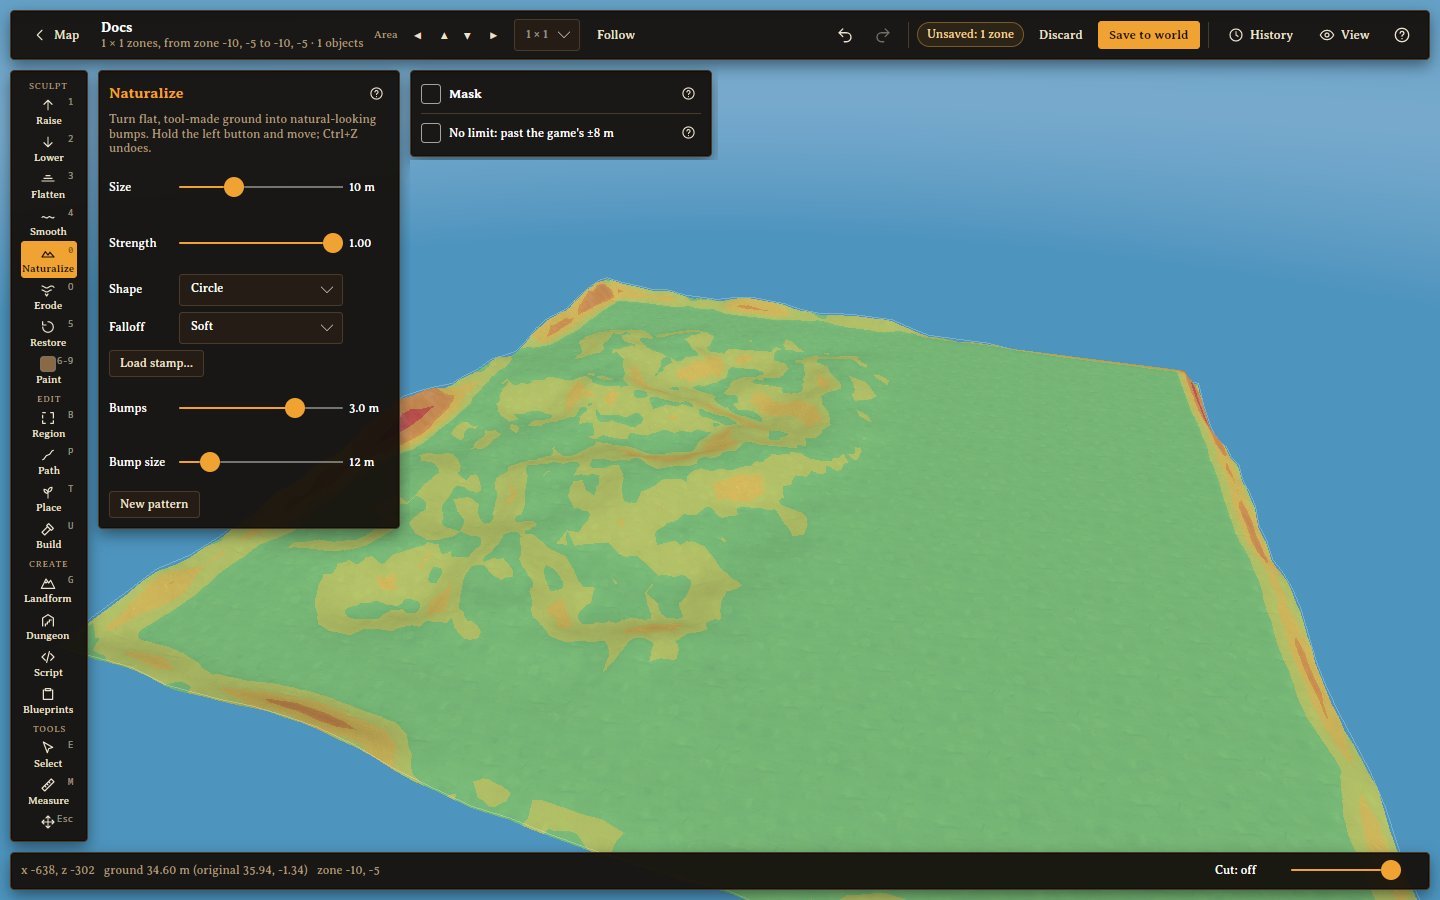 Map
Docs
1 × 1 zones, from zone -10, -5 to -10, -5 · 1 objects
Area
1 × 1
Follow
Unsaved: 1 zone
Discard
Save to world
History
View
SCULPT
Raise 1
Lower 2
Flatten 3
Smooth 4
Naturalize 0
Erode O
Restore 5
Paint 6-9
EDIT
Region B
Path P
Place T
Build U
CREATE
Landform G
Dungeon
Script
Blueprints
TOOLS
Select E
Measure M
Esc
Naturalize
Turn flat, tool-made ground into natural-looking
bumps. Hold the left button and move; Ctrl+Z
undoes.
Size 10 m
Strength 1.00
Shape Circle
Falloff Soft
Load stamp...
Bumps 3.0 m
Bump size 12 m
New pattern
Mask
No limit: past the game's ±8 m
x -638, z -302 ground 34.60 m (original 35.94, -1.34) zone -10, -5
Cut: off